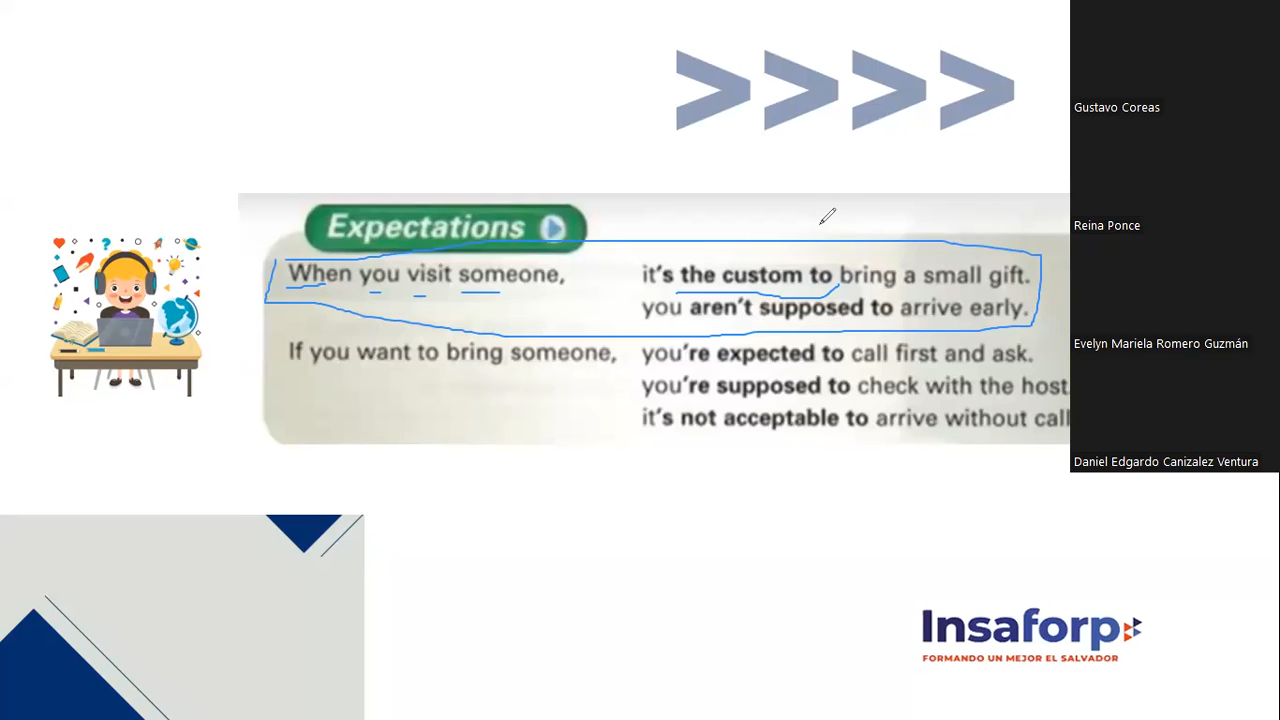 Gustavo Coreas
Reina Ponce
Expectations
When you visit someone, it's the custom to bring a small gift.
you aren't supposed to arrive early.
Evelyn Mariela Romero Guzmán
If you want to bring someone, you're expected to call first and ask.
you're supposed to check with the host
it's not acceptable to arrive without call
Daniel Edgardo Canizalez Ventura
Insaforp
FORMANDO UN MEJOR EL SALVADOR